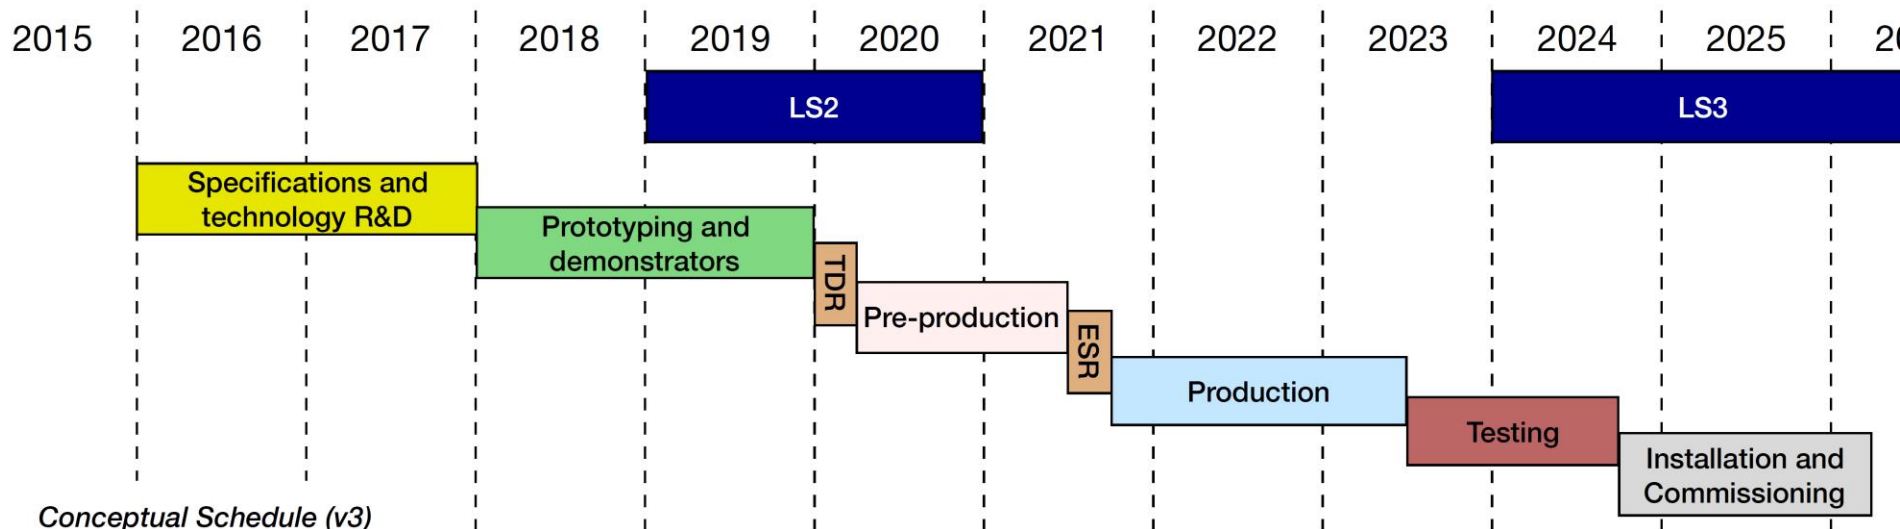 2015 2016 2017 2018 2019 2020 2021 2022 2023 2024 2025 20
LS2 LS3
Specifications and
technology R&D
Prototyping and
demonstrators
TDR
Pre-production
ESR
Production
Testing
Installation and
Commissioning
Conceptual Schedule (v3)